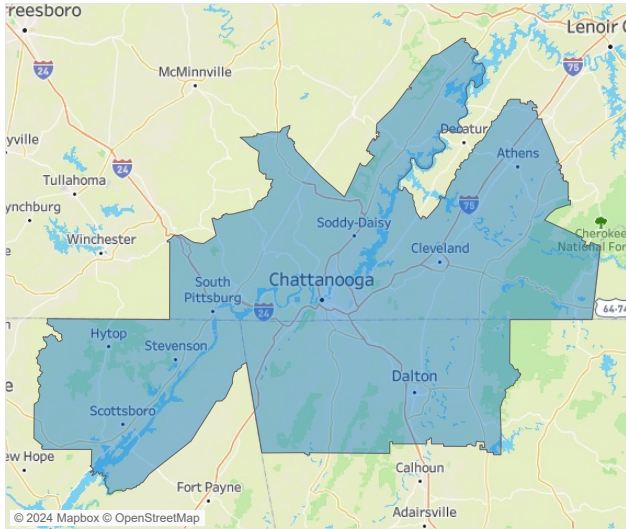 reesboro
Lenoir C
24
75
McMinnville
yville
Decatur
24
Athens
Tullahoma
ynchburg
75
Soddy-Daisy
Cherokee
National For
Winchester
e
Cleveland
South
Pittsburg
Chattanooga
24
64-74
n
Hytop
Stevenson
Dalton
e
Scottsboro
ew Hope
Calhoun
Fort Payne
Adairsville
© 2024 Mapbox © OpenStreetMap